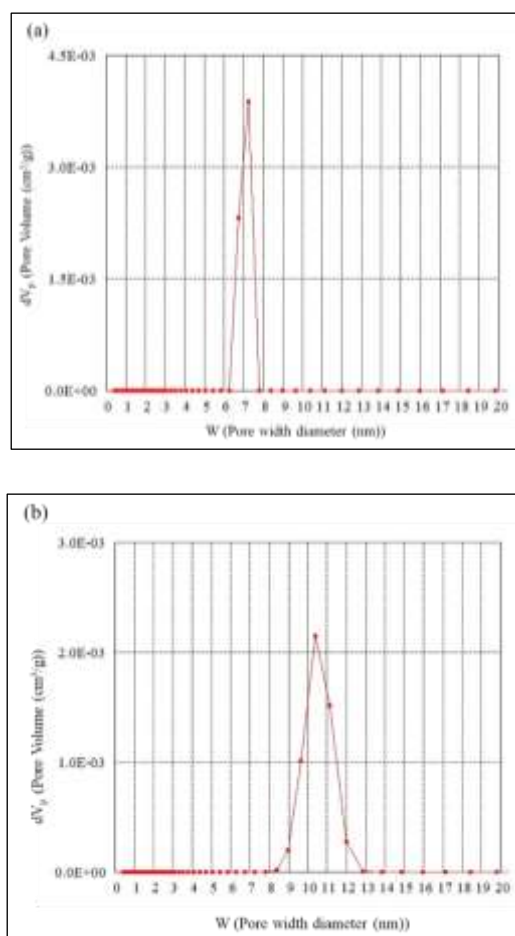 (a)
4.5E-03
3.0E-03
1.5E-03
0.0E+00
dVp (Pore Volume (cm³/g))
0 1 2 3 4 5 6 7 8 9 10 11 12 13 14 15 16 17 18 19 20
W (Pore width diameter (nm))
(b)
3.0E-03
2.0E-03
1.0E-03
0.0E+00
dVp (Pore Volume (cm³/g))
0 1 2 3 4 5 6 7 8 9 10 11 12 13 14 15 16 17 18 19 20
W (Pore width diameter (nm))